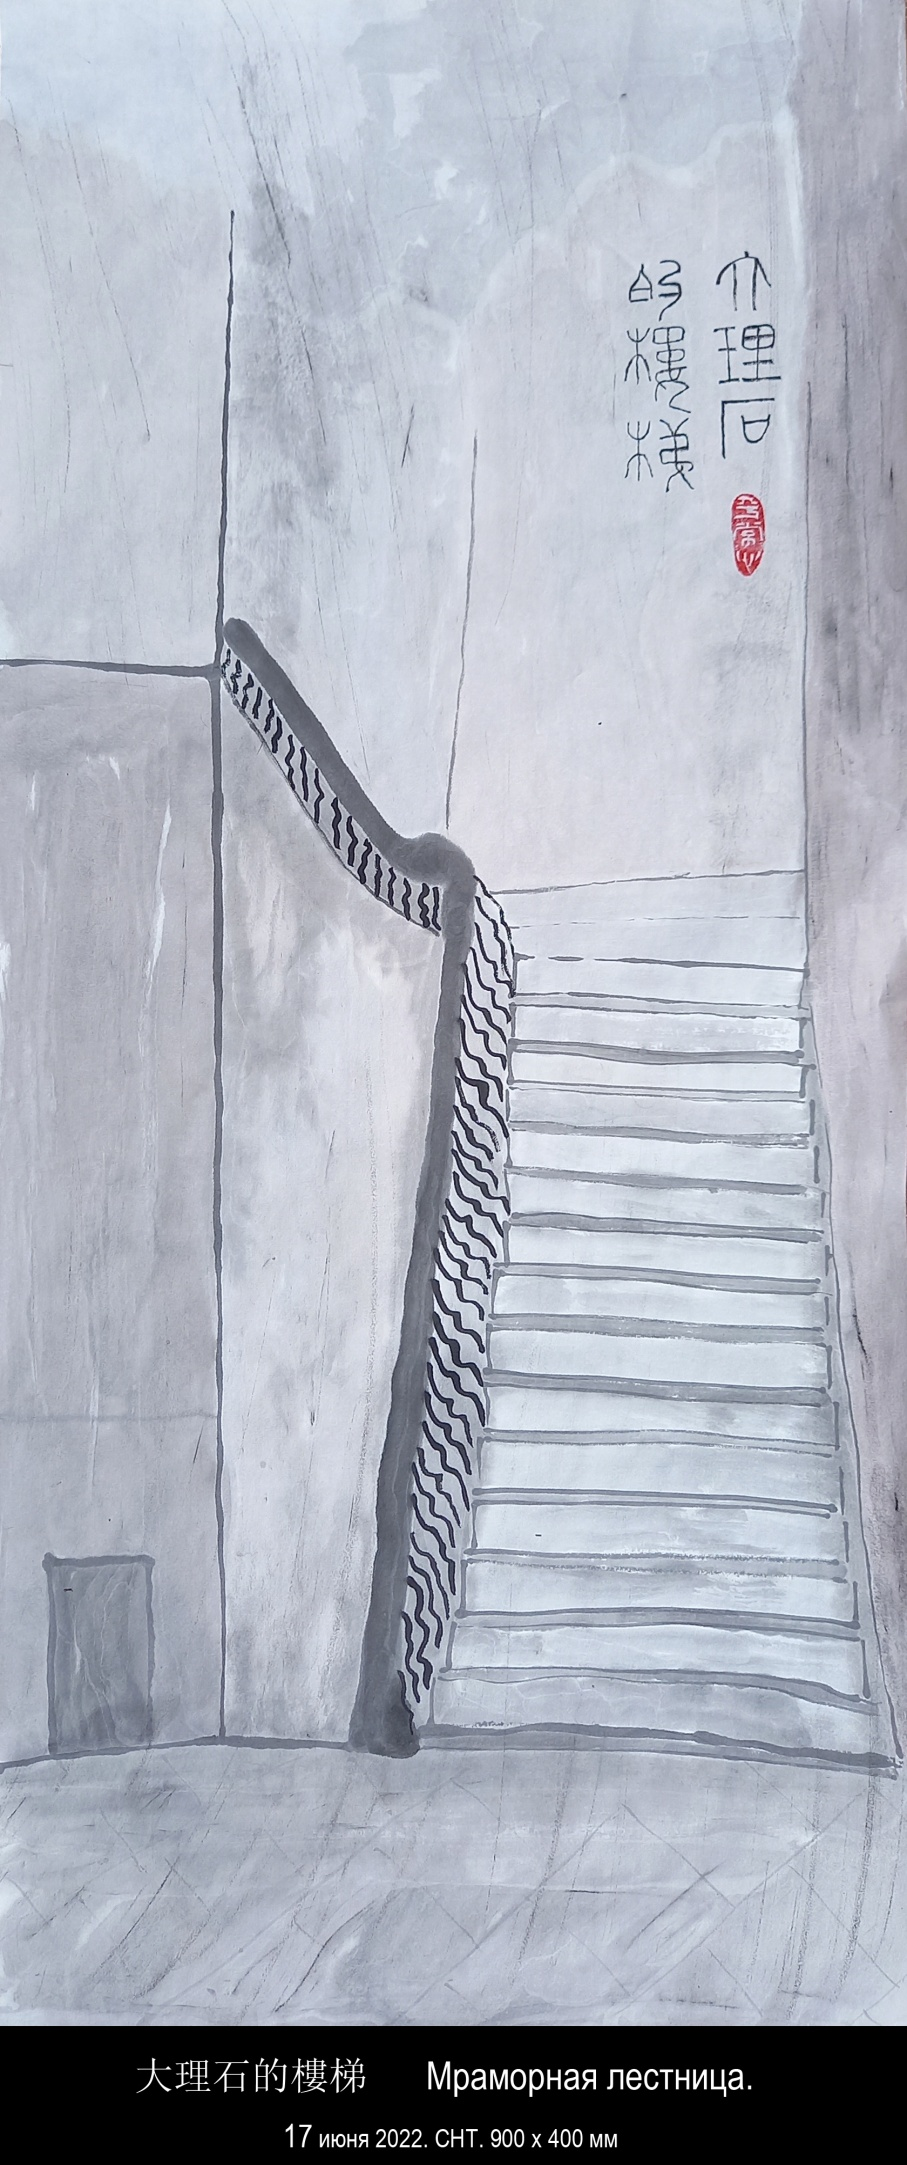 大理石
的樓梯
大理石的樓梯 Мраморная лестница.
17 июня 2022. СНТ. 900 x 400 мм